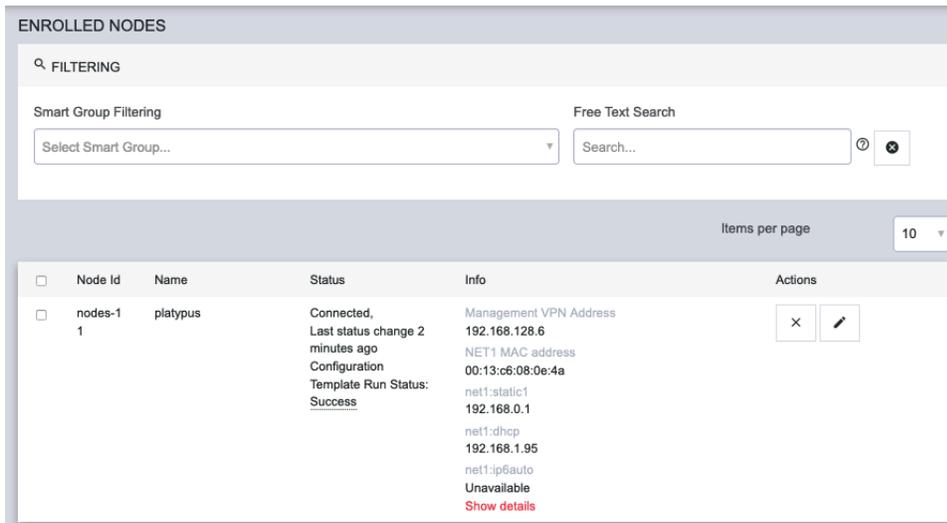 ENROLLED NODES
FILTERING
Smart Group Filtering
Free Text Search
Select Smart Group...
Search...
Items per page
10
Node Id
Name
Status
Info
Actions
nodes-1
1
platypus
Connected,
Last status change 2
minutes ago
Configuration
Template Run Status:
Success
Management VPN Address
192.168.128.6
NET1 MAC address
00:13:c6:08:0e:4a
net1:static1
192.168.0.1
net1:dhcp
192.168.1.95
net1:ip6auto
Unavailable
Show details